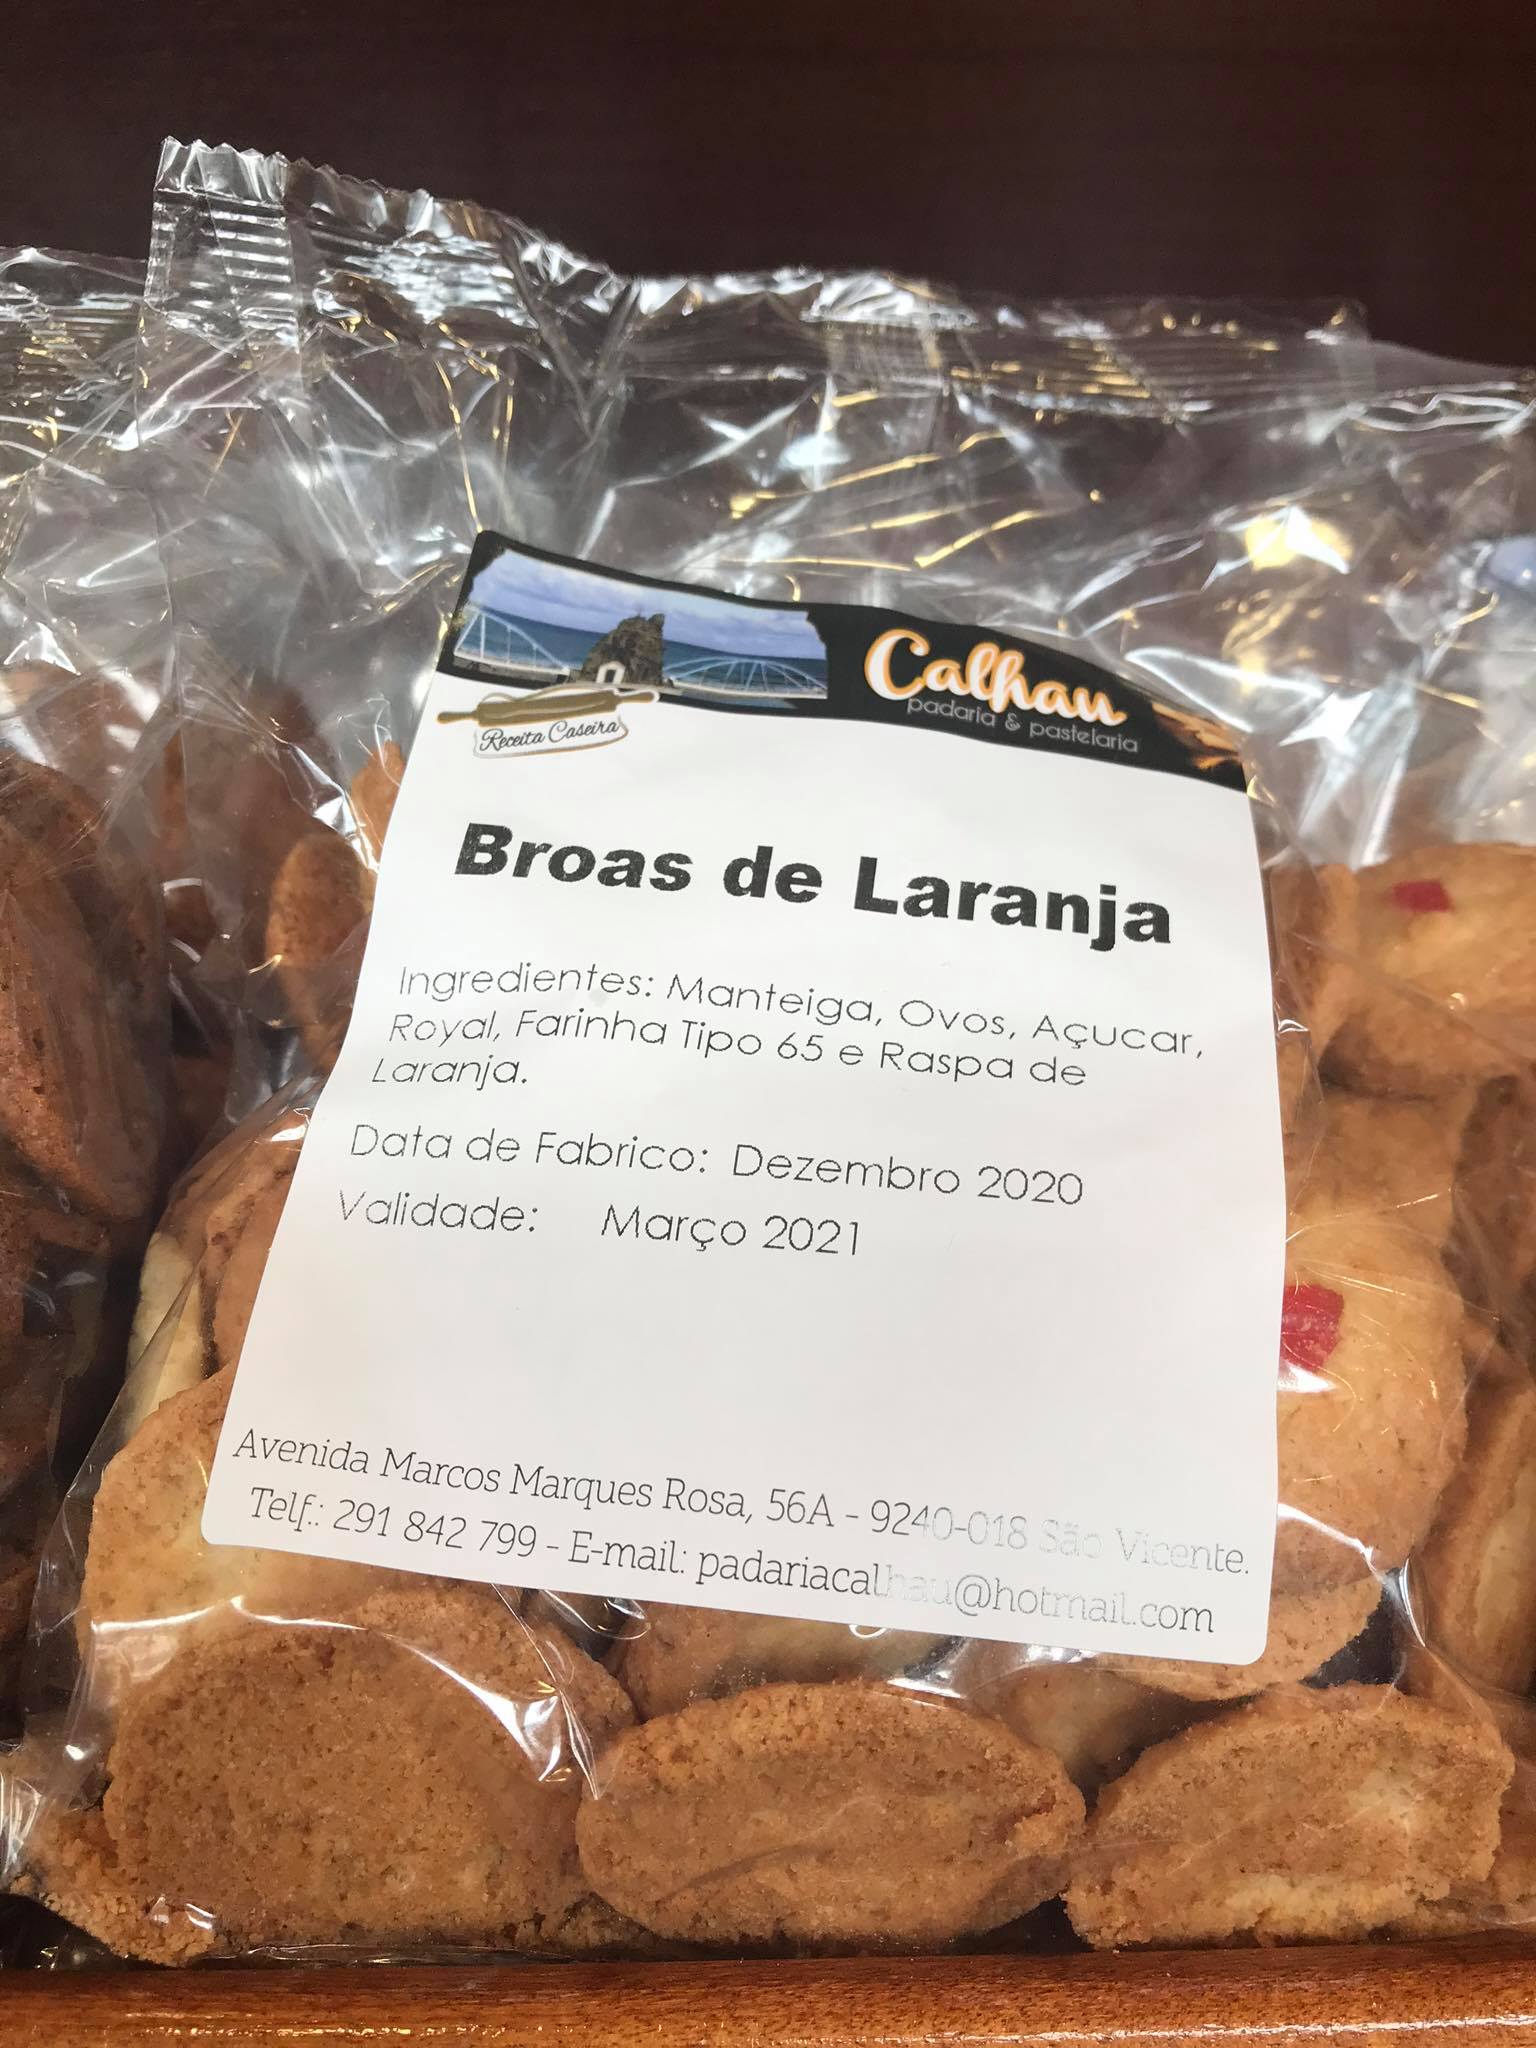 Calhau
padaria & pastelaria
Receita Caseira
Broas de Laranja
Ingredientes: Manteiga, Ovos, Açucar,
Royal, Farinha Tipo 65 e Raspa de
Laranja.
Data de Fabrico: Dezembro 2020
Validade: Março 2021
Avenida Marcos Marques Rosa, 56A - 9240-018 São Vicente.
Telf.: 291 842 799 - E-mail: padariacalhau@hotmail.com